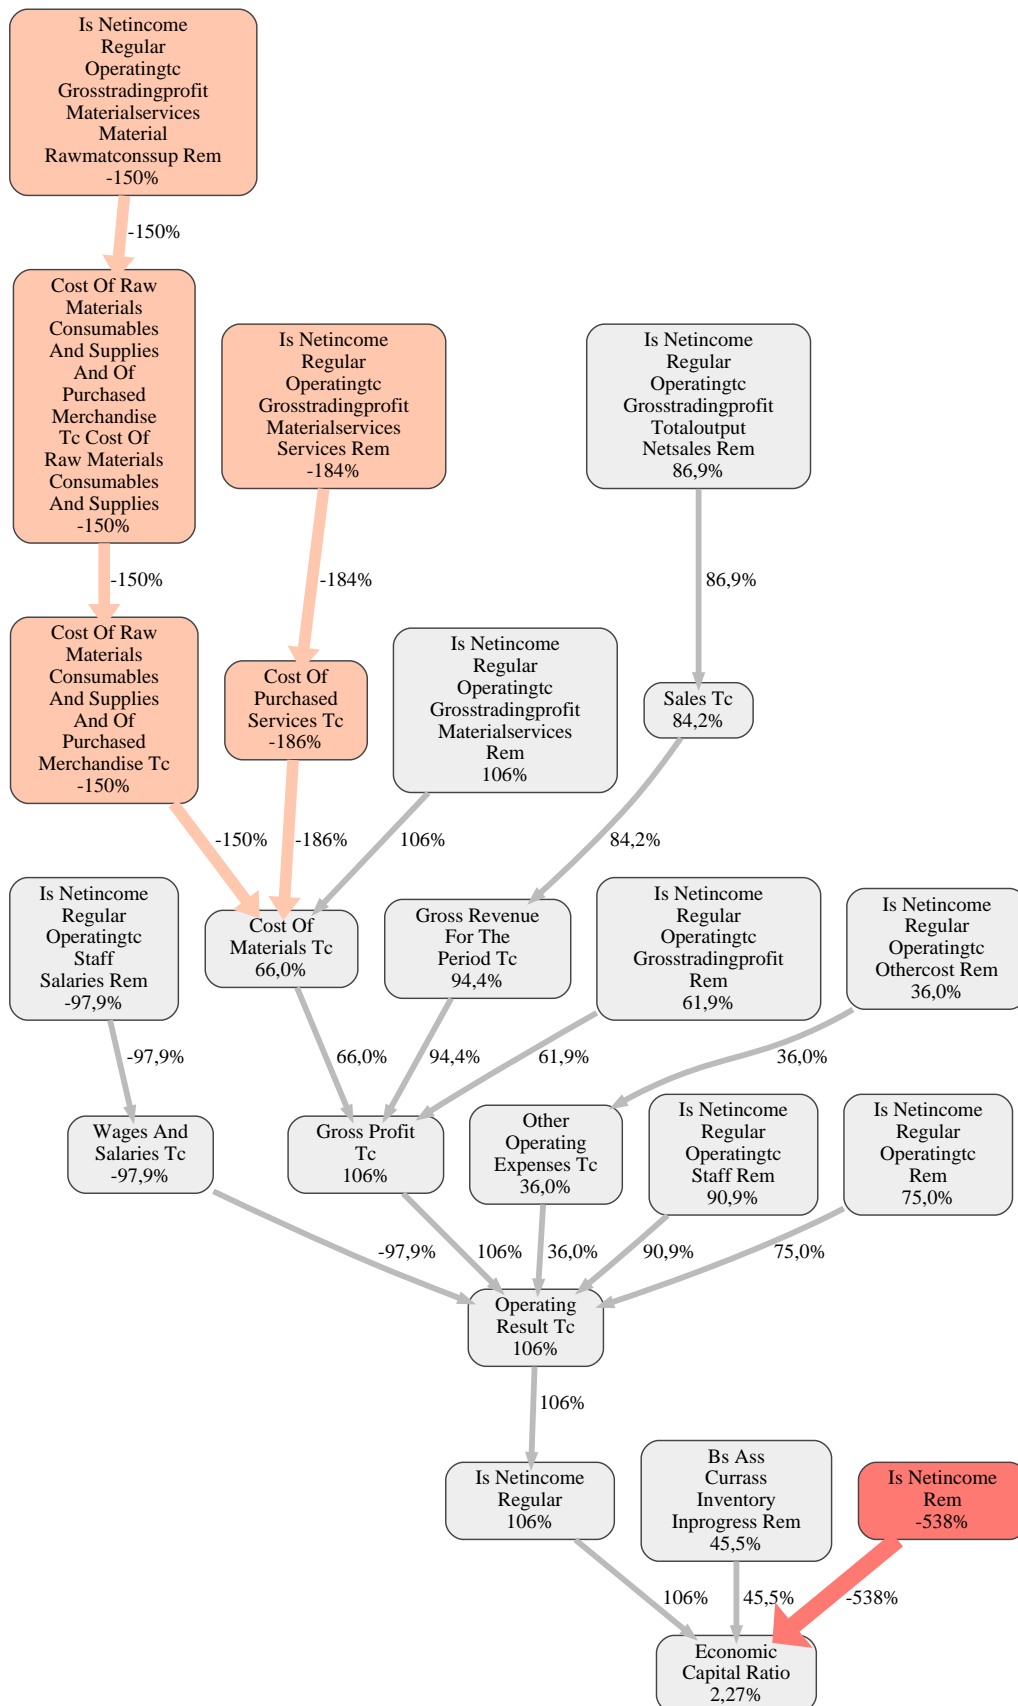 Is Netincome
Regular
Operatingtc
Grosstradingprofit
Materialservices
Material
Rawmatconssup Rem
-150%
-150%
Cost Of Raw
Materials
Consumables
And Supplies
And Of
Purchased
Merchandise
Tc Cost Of
Raw Materials
Consumables
And Supplies
-150%
Is Netincome
Regular
Operatingtc
Grosstradingprofit
Materialservices
Services Rem
-184%
Is Netincome
Regular
Operatingtc
Grosstradingprofit
Totaloutput
Netsales Rem
86,9%
-150%
-184%
86,9%
Cost Of Raw
Materials
Consumables
And Supplies
And Of
Purchased
Merchandise Tc
-150%
Cost Of
Purchased
Services Tc
-186%
Is Netincome
Regular
Operatingtc
Grosstradingprofit
Materialservices
Rem
106%
Sales Tc
84,2%
-150%
-186%
106%
84,2%
Is Netincome
Regular
Operatingtc
Staff
Salaries Rem
-97,9%
Cost Of
Materials Tc
66,0%
Gross Revenue
For The
Period Tc
94,4%
Is Netincome
Regular
Operatingtc
Grosstradingprofit
Rem
61,9%
Is Netincome
Regular
Operatingtc
Othercost Rem
36,0%
-97,9%
66,0%
94,4%
61,9%
36,0%
Wages And
Salaries Tc
-97,9%
Gross Profit
Tc
106%
Other
Operating
Expenses Tc
36,0%
Is Netincome
Regular
Operatingtc
Staff Rem
90,9%
Is Netincome
Regular
Operatingtc
Rem
75,0%
-97,9%
106%
36,0%
90,9%
75,0%
Operating
Result Tc
106%
106%
Is Netincome
Regular
106%
Bs Ass
Currass
Inventory
Inprogress Rem
45,5%
Is Netincome
Rem
-538%
106%
45,5%
-538%
Economic
Capital Ratio
2,27%